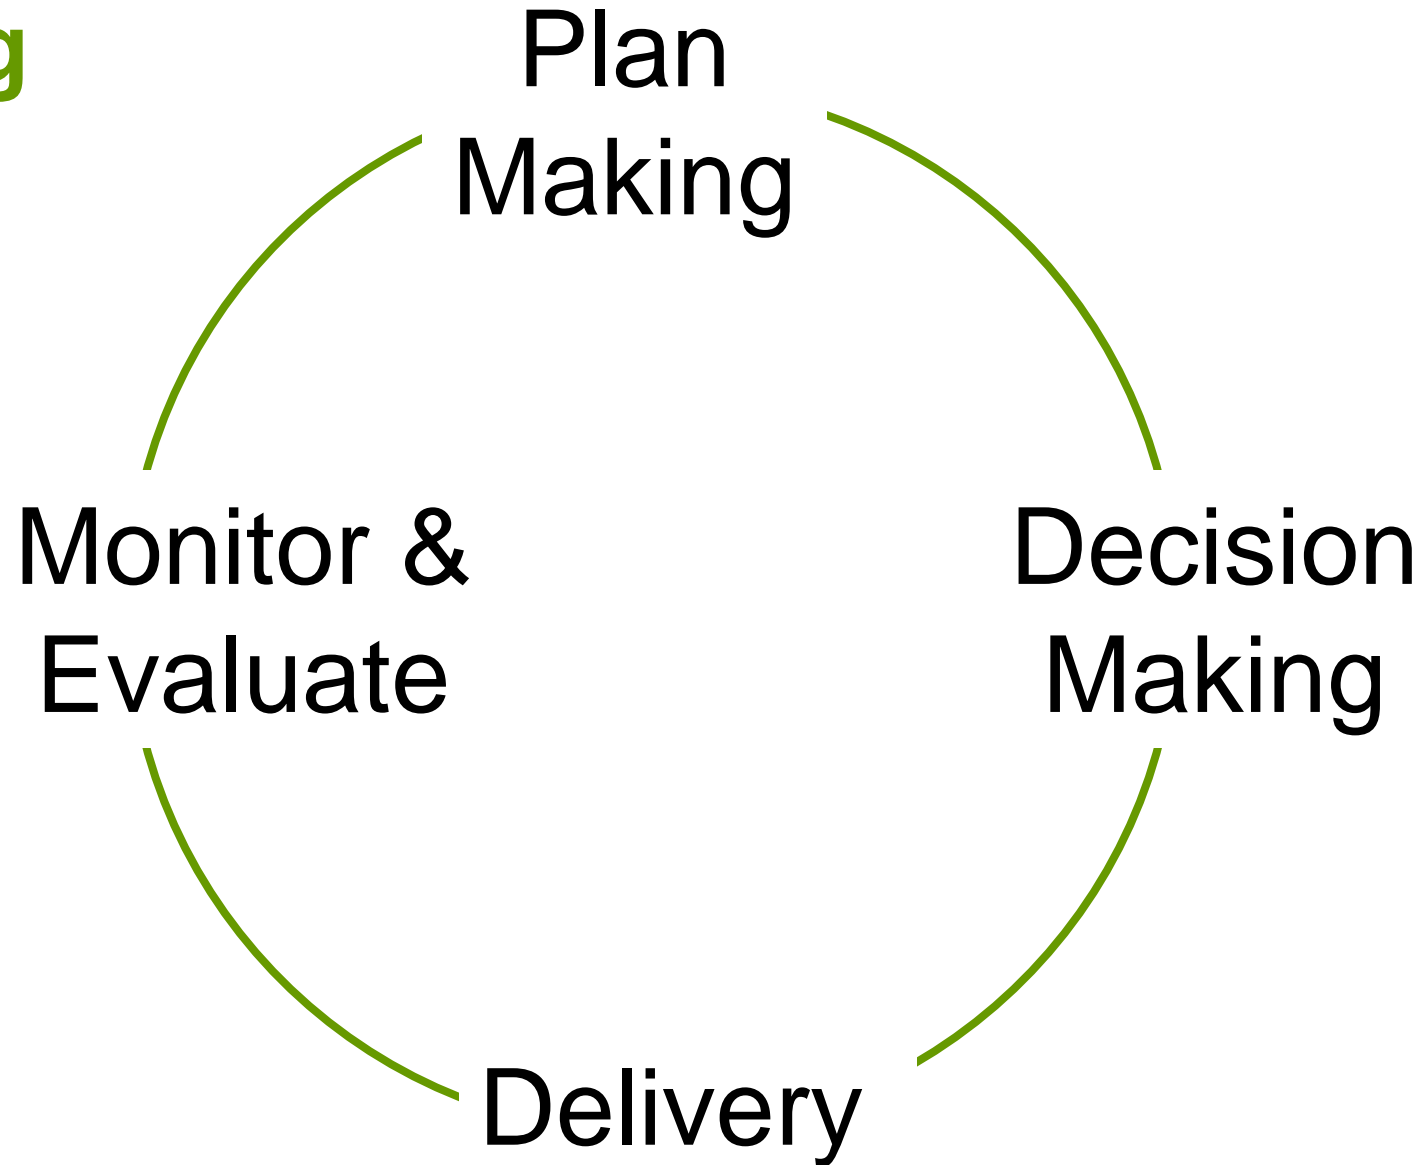 g
Plan
Making
Monitor &
Evaluate
Decision
Making
Delivery